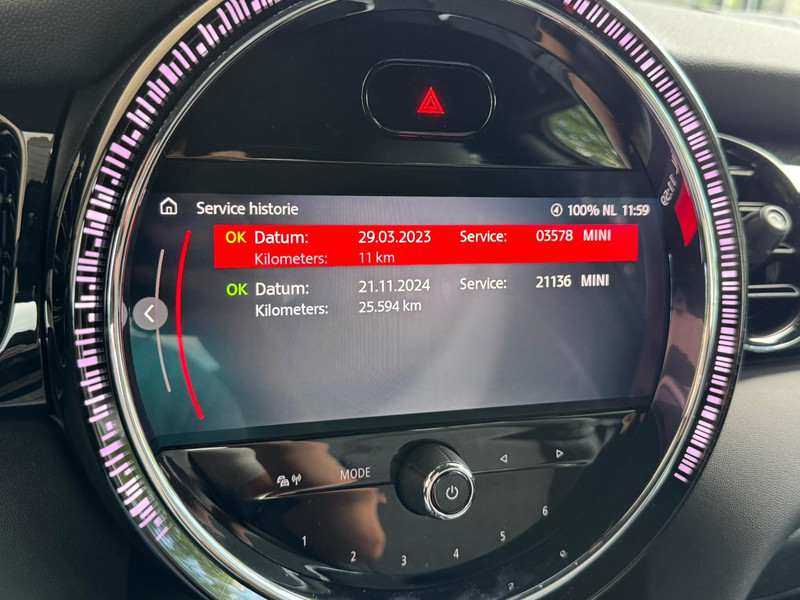 Service historie
100% NL 11:59
OK Datum: 29.03.2023 Service: 03578 MINI
Kilometers: 11 km
OK Datum: 21.11.2024 Service: 21136 MINI
Kilometers: 25.594 km
MODE
1 2 3 4 5 6